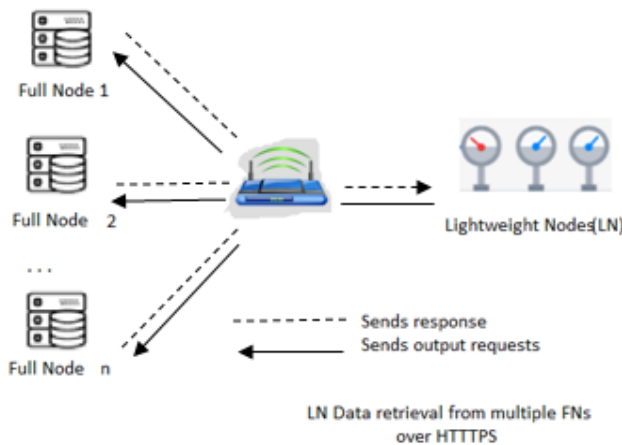 Full Node 1
Full Node 2
Lightweight Nodes(LN)
...
Full Node n
Sends response
Sends output requests
LN Data retrieval from multiple FNs
over HTTTPS